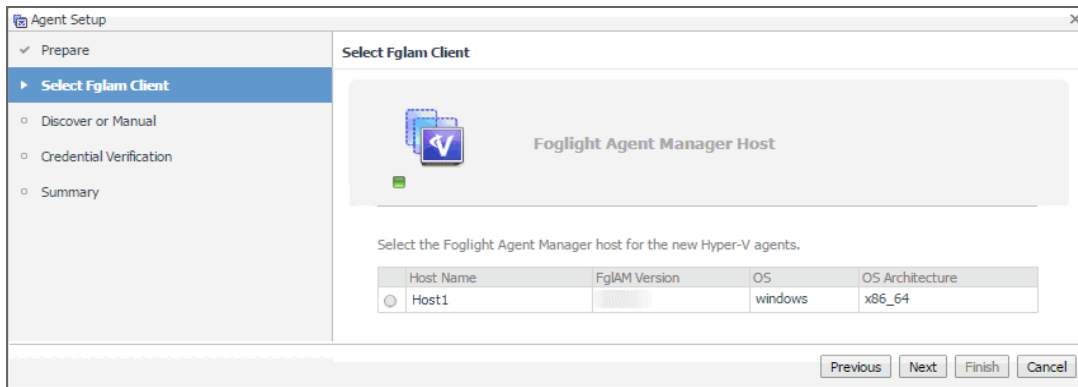 Agent Setup
Prepare
Select Fglam Client
Discover or Manual
Credential Verification
Summary
Select Fglam Client
Foglight Agent Manager Host
Select the Foglight Agent Manager host for the new Hyper-V agents.
Host Name FglAM Version OS OS Architecture
Host1 windows x86_64
Previous Next Finish Cancel